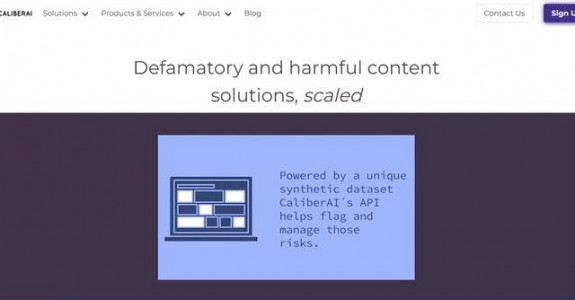 CALIBERAI Solutions Products & Services About Blog Contact Us Sign U
Defamatory and harmful content
solutions, scaled
Powered by a unique
synthetic dataset
CaliberAI´s API
helps flag and
manage those
risks.